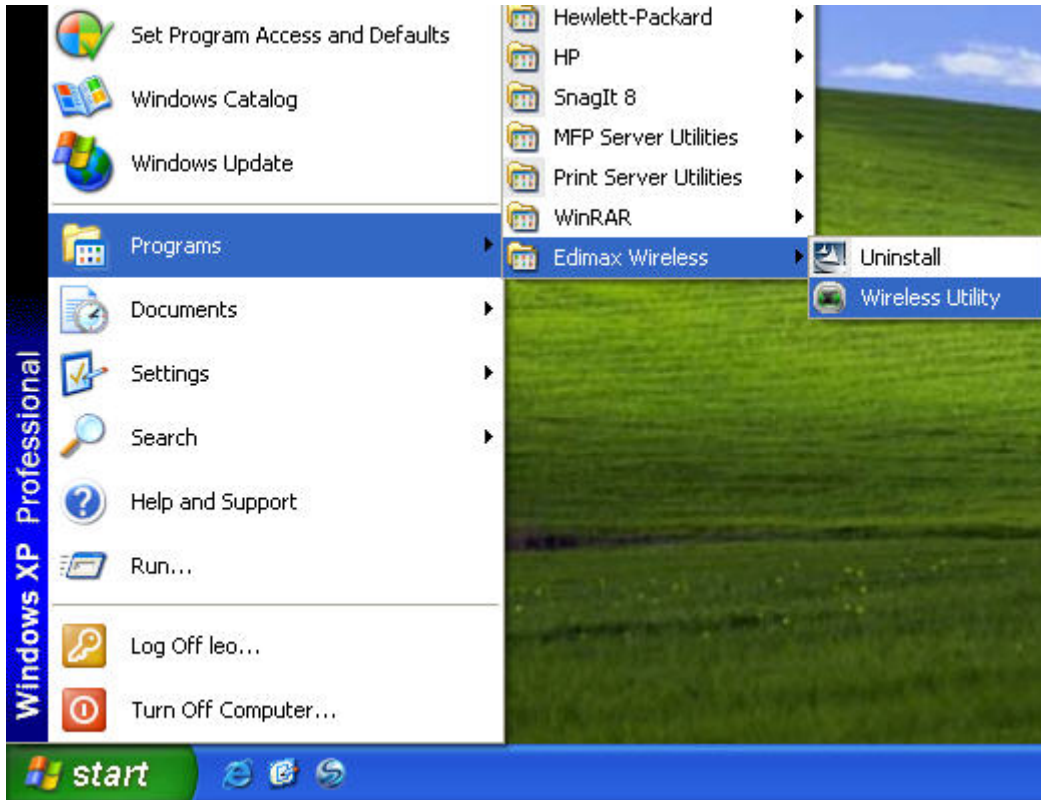 Set Program Access and Defaults
Windows Catalog
Windows Update
Programs
Documents
Settings
Search
Help and Support
Run...
Log Off leo...
Turn Off Computer...
Hewlett-Packard
HP
SnagIt 8
MFP Server Utilities
Print Server Utilities
WinRAR
Edimax Wireless
Uninstall
Wireless Utility
Windows XP Professional
start